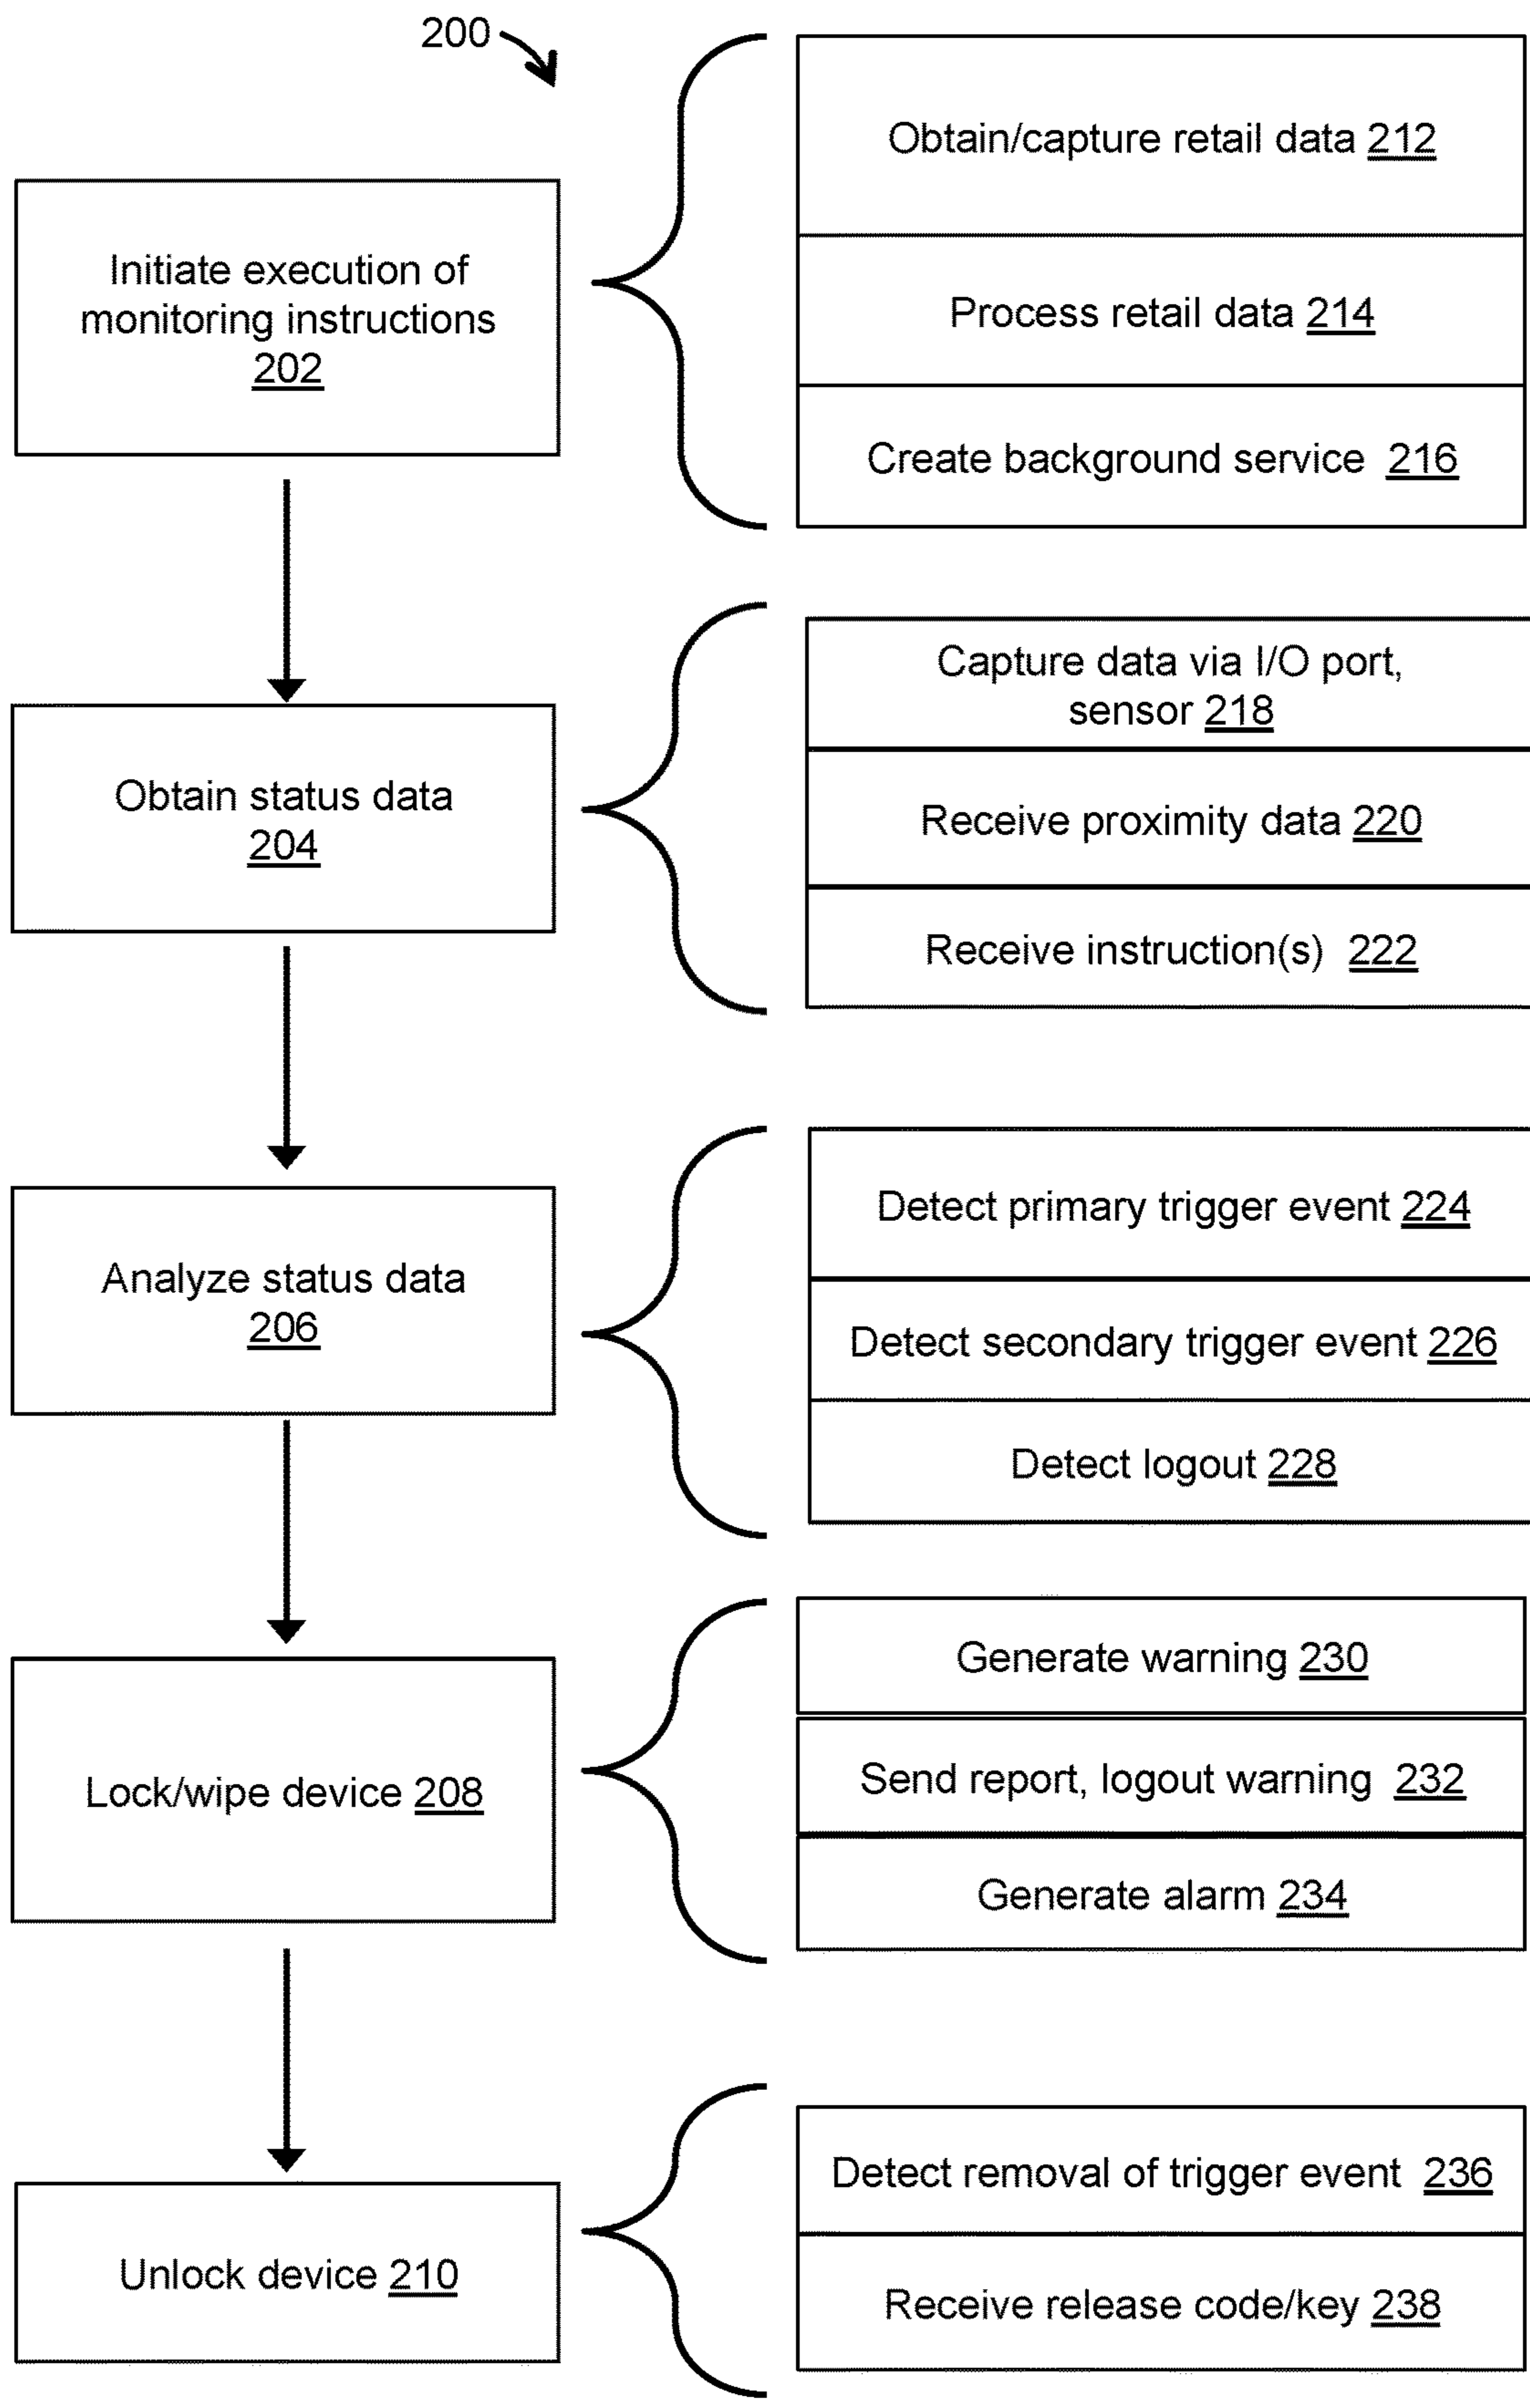 200
Initiate execution of
monitoring instructions
202
Obtain/capture retail data 212
Process retail data 214
Create background service 216
Obtain status data
204
Capture data via I/O port,
sensor 218
Receive proximity data 220
Receive instruction(s) 222
Analyze status data
206
Detect primary trigger event 224
Detect secondary trigger event 226
Detect logout 228
Lock/wipe device 208
Generate warning 230
Send report, logout warning 232
Generate alarm 234
Unlock device 210
Detect removal of trigger event 236
Receive release code/key 238